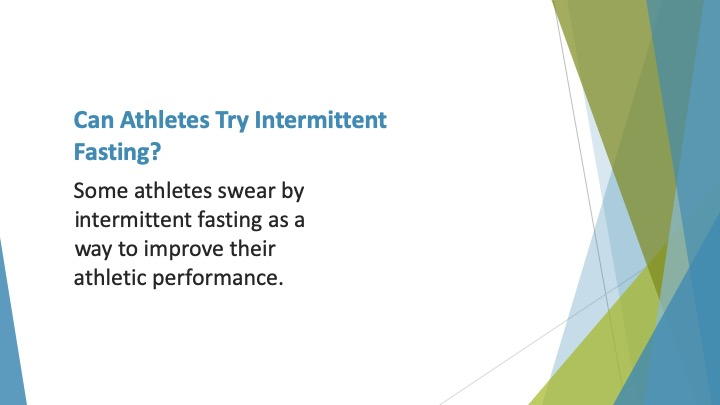 Can Athletes Try Intermittent
Fasting?
Some athletes swear by
intermittent fasting as a
way to improve their
athletic performance.